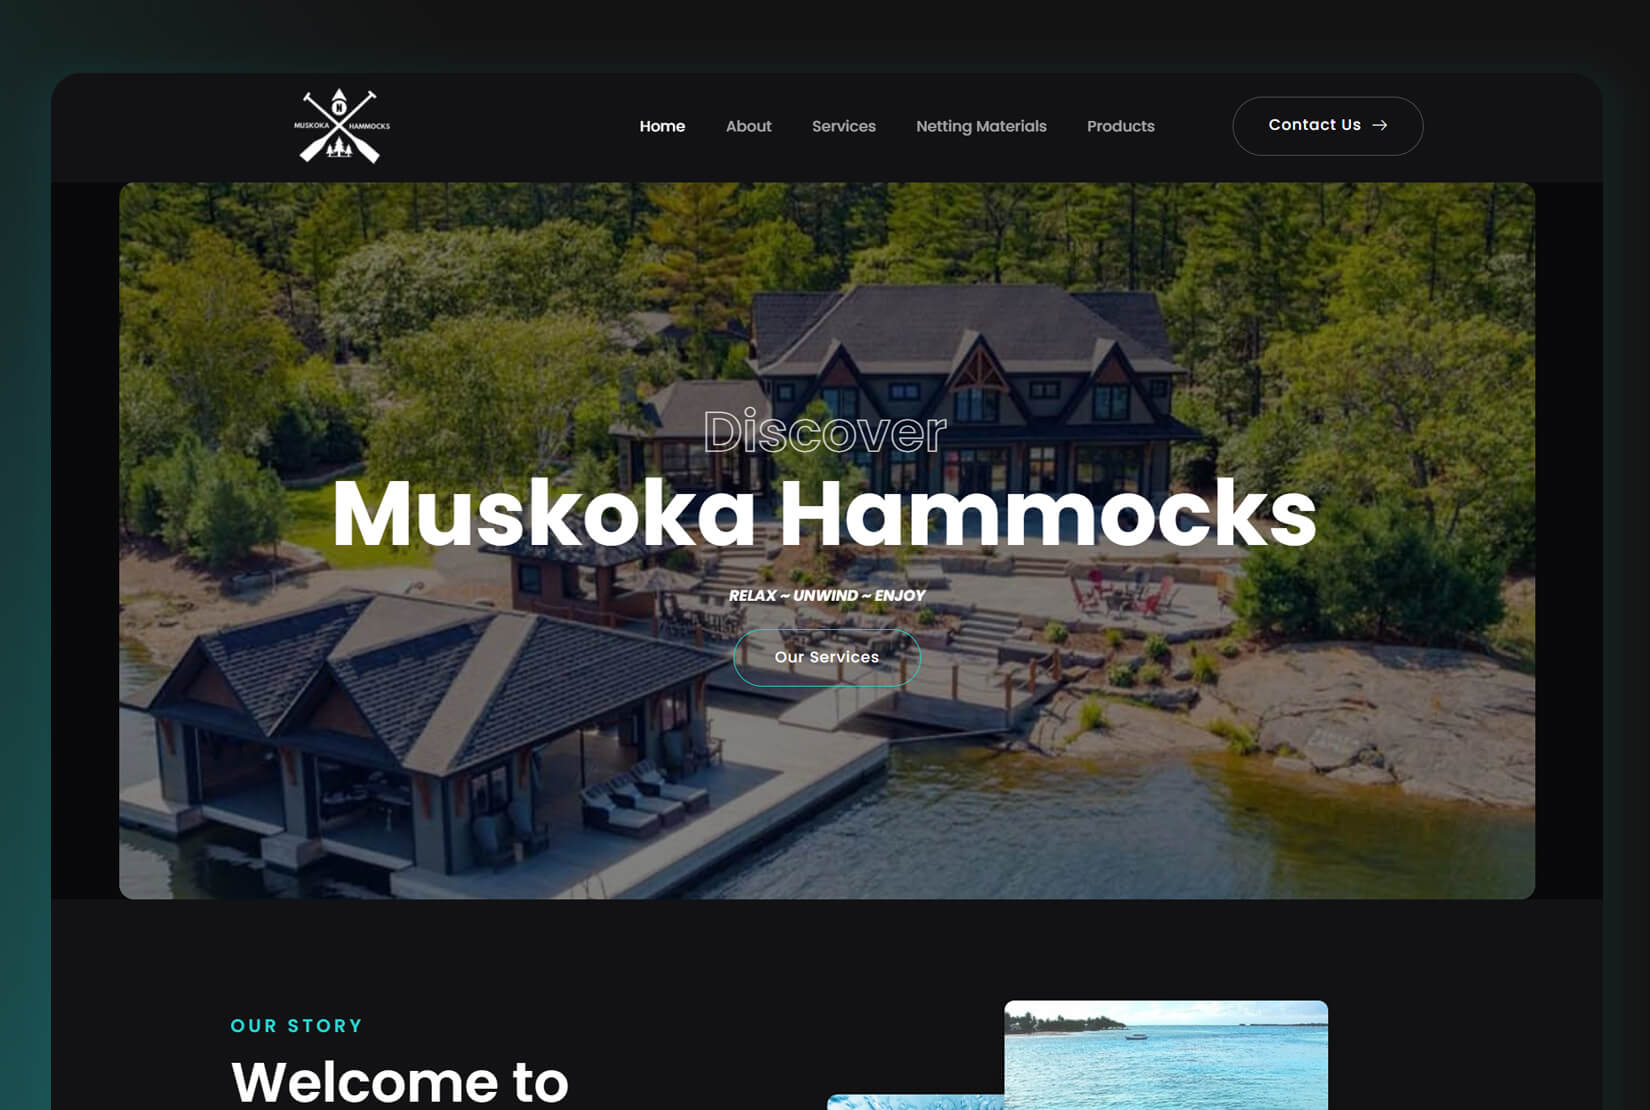 N
MUSKOKA HAMMOCKS
Home About Services Netting Materials Products Contact Us →
Discover
Muskoka Hammocks
RELAX ~ UNWIND ~ ENJOY
Our Services
OUR STORY
Welcome to